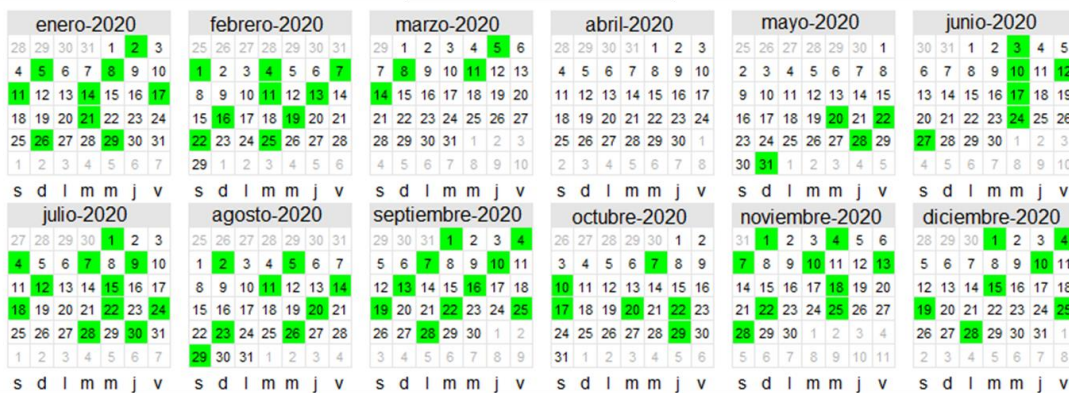 enero-2020 febrero-2020 marzo-2020 abril-2020 mayo-2020 junio-2020
28 29 30 31 1 2 3 25 26 27 28 29 30 31 29 1 2 3 4 5 6 28 29 30 31 1 2 3 25 26 27 28 29 30 1 30 31 1 2 3 4 5
4 5 6 7 8 9 10 1 2 3 4 5 6 7 7 8 9 10 11 12 13 4 5 6 7 8 9 10 2 3 4 5 6 7 8 6 7 8 9 10 11 12
11 12 13 14 15 16 17 8 9 10 11 12 13 14 14 15 16 17 18 19 20 11 12 13 14 15 16 17 9 10 11 12 13 14 15 13 14 15 16 17 18 19
18 19 20 21 22 23 24 15 16 17 18 19 20 21 21 22 23 24 25 26 27 18 19 20 21 22 23 24 16 17 18 19 20 21 22 20 21 22 23 24 25 26
25 26 27 28 29 30 31 22 23 24 25 26 27 28 28 29 30 31 1 2 3 25 26 27 28 29 30 1 23 24 25 26 27 28 29 27 28 29 30 1 2 3
1 2 3 4 5 6 7 29 1 2 3 4 5 6 4 5 6 7 8 9 10 2 3 4 5 6 7 8 30 31 1 2 3 4 5 4 5 6 7 8 9 10
s d l m m j v s d l m m j v s d l m m j v s d l m m j v s d l m m j v s d l m m j v
julio-2020 agosto-2020 septiembre-2020 octubre-2020 noviembre-2020 diciembre-2020
27 28 29 30 1 2 3 25 26 27 28 29 30 31 29 30 31 1 2 3 4 26 27 28 29 30 1 2 31 1 2 3 4 5 6 28 29 30 1 2 3 4
4 5 6 7 8 9 10 1 2 3 4 5 6 7 5 6 7 8 9 10 11 3 4 5 6 7 8 9 7 8 9 10 11 12 13 5 6 7 8 9 10 11
11 12 13 14 15 16 17 8 9 10 11 12 13 14 12 13 14 15 16 17 18 10 11 12 13 14 15 16 14 15 16 17 18 19 20 12 13 14 15 16 17 18
18 19 20 21 22 23 24 15 16 17 18 19 20 21 19 20 21 22 23 24 25 17 18 19 20 21 22 23 21 22 23 24 25 26 27 19 20 21 22 23 24 25
25 26 27 28 29 30 31 22 23 24 25 26 27 28 26 27 28 29 30 1 2 24 25 26 27 28 29 30 28 29 30 1 2 3 4 26 27 28 29 30 31 1
1 2 3 4 5 6 7 29 30 31 1 2 3 4 3 4 5 6 7 8 9 31 1 2 3 4 5 6 5 6 7 8 9 10 11 2 3 4 5 6 7 8
s d l m m j v s d l m m j v s d l m m j v s d l m m j v s d l m m j v s d l m m j v